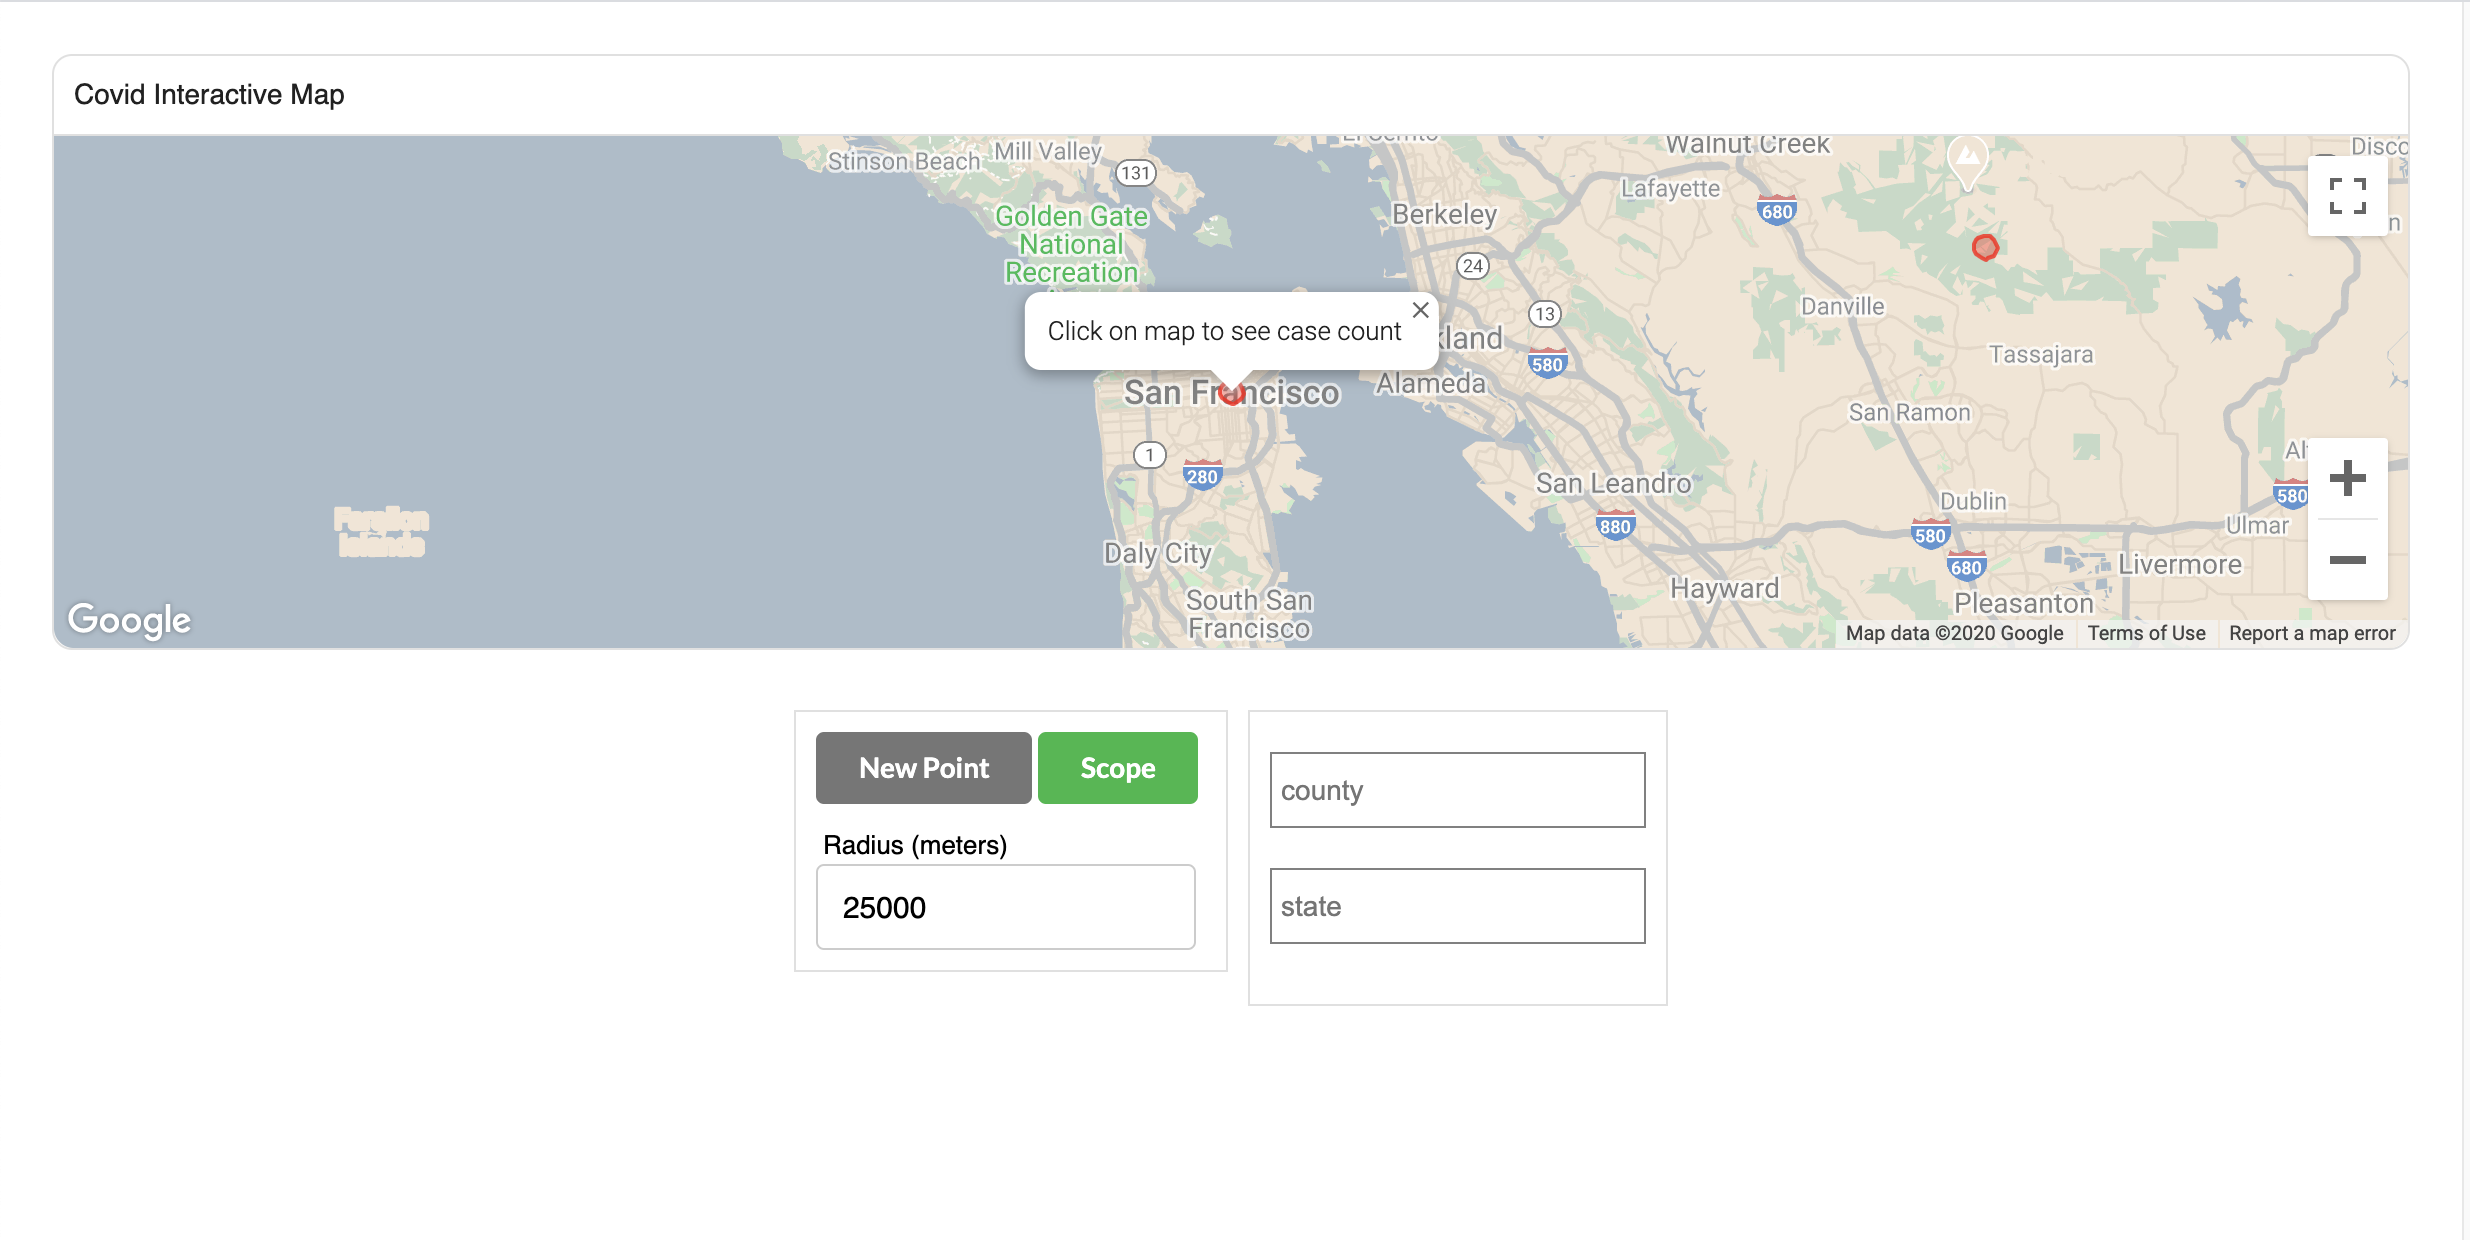 Covid Interactive Map
Stinson Beach
Mill Valley
131
Walnut Creek
Lafayette
680
Berkeley
Golden Gate
National
Recreation
24
Danville
13
Click on map to see case count
kland
580
Tassajara
San Francisco
Alameda
San Ramon
1
280
San Leandro
Dublin
580
Farallon
Islands
880
580
680
Ulmar
Daly City
Livermore
Hayward
South San
Francisco
Pleasanton
Google
Map data ©2020 Google
Terms of Use
Report a map error
New Point
Scope
county
Radius (meters)
25000
state